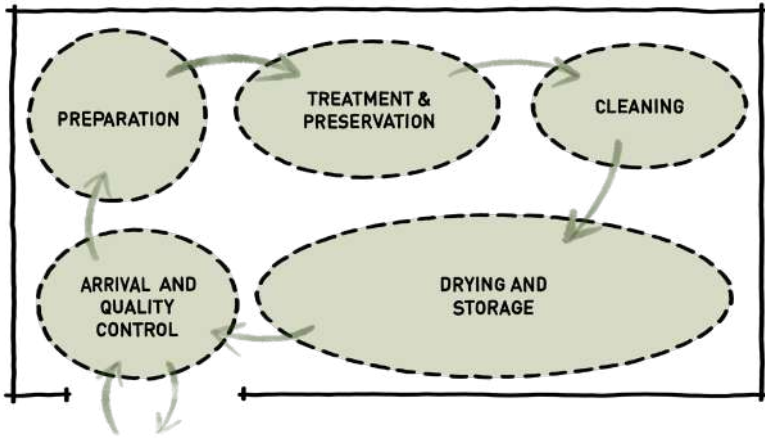 PREPARATION
TREATMENT &
PRESERVATION
CLEANING
ARRIVAL AND
QUALITY
CONTROL
DRYING AND
STORAGE